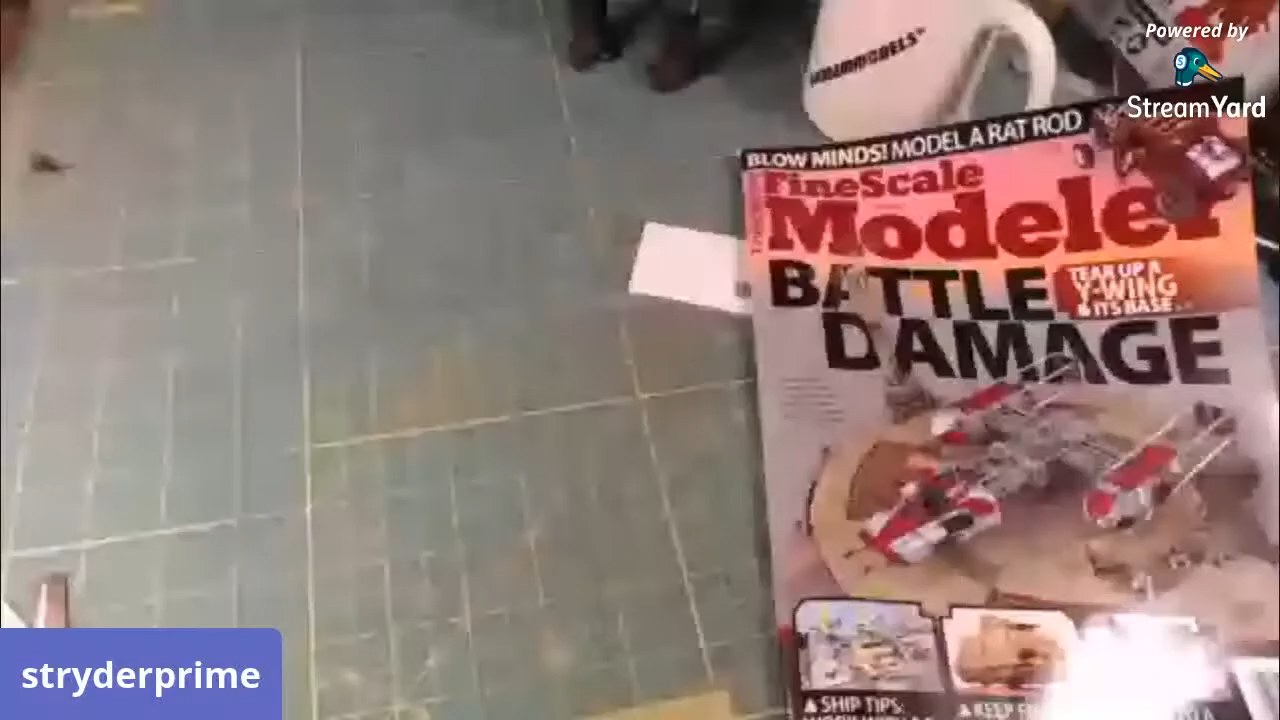 Powered by
StreamYard
BLOW MINDS! MODEL A RAT ROD
FineScale
Modeler
BATTLE
DAMAGE
TEAR UP A
Y-WING
& ITS BASE
▲ SHIP TIPS:
▲ KEEP
stryderprime